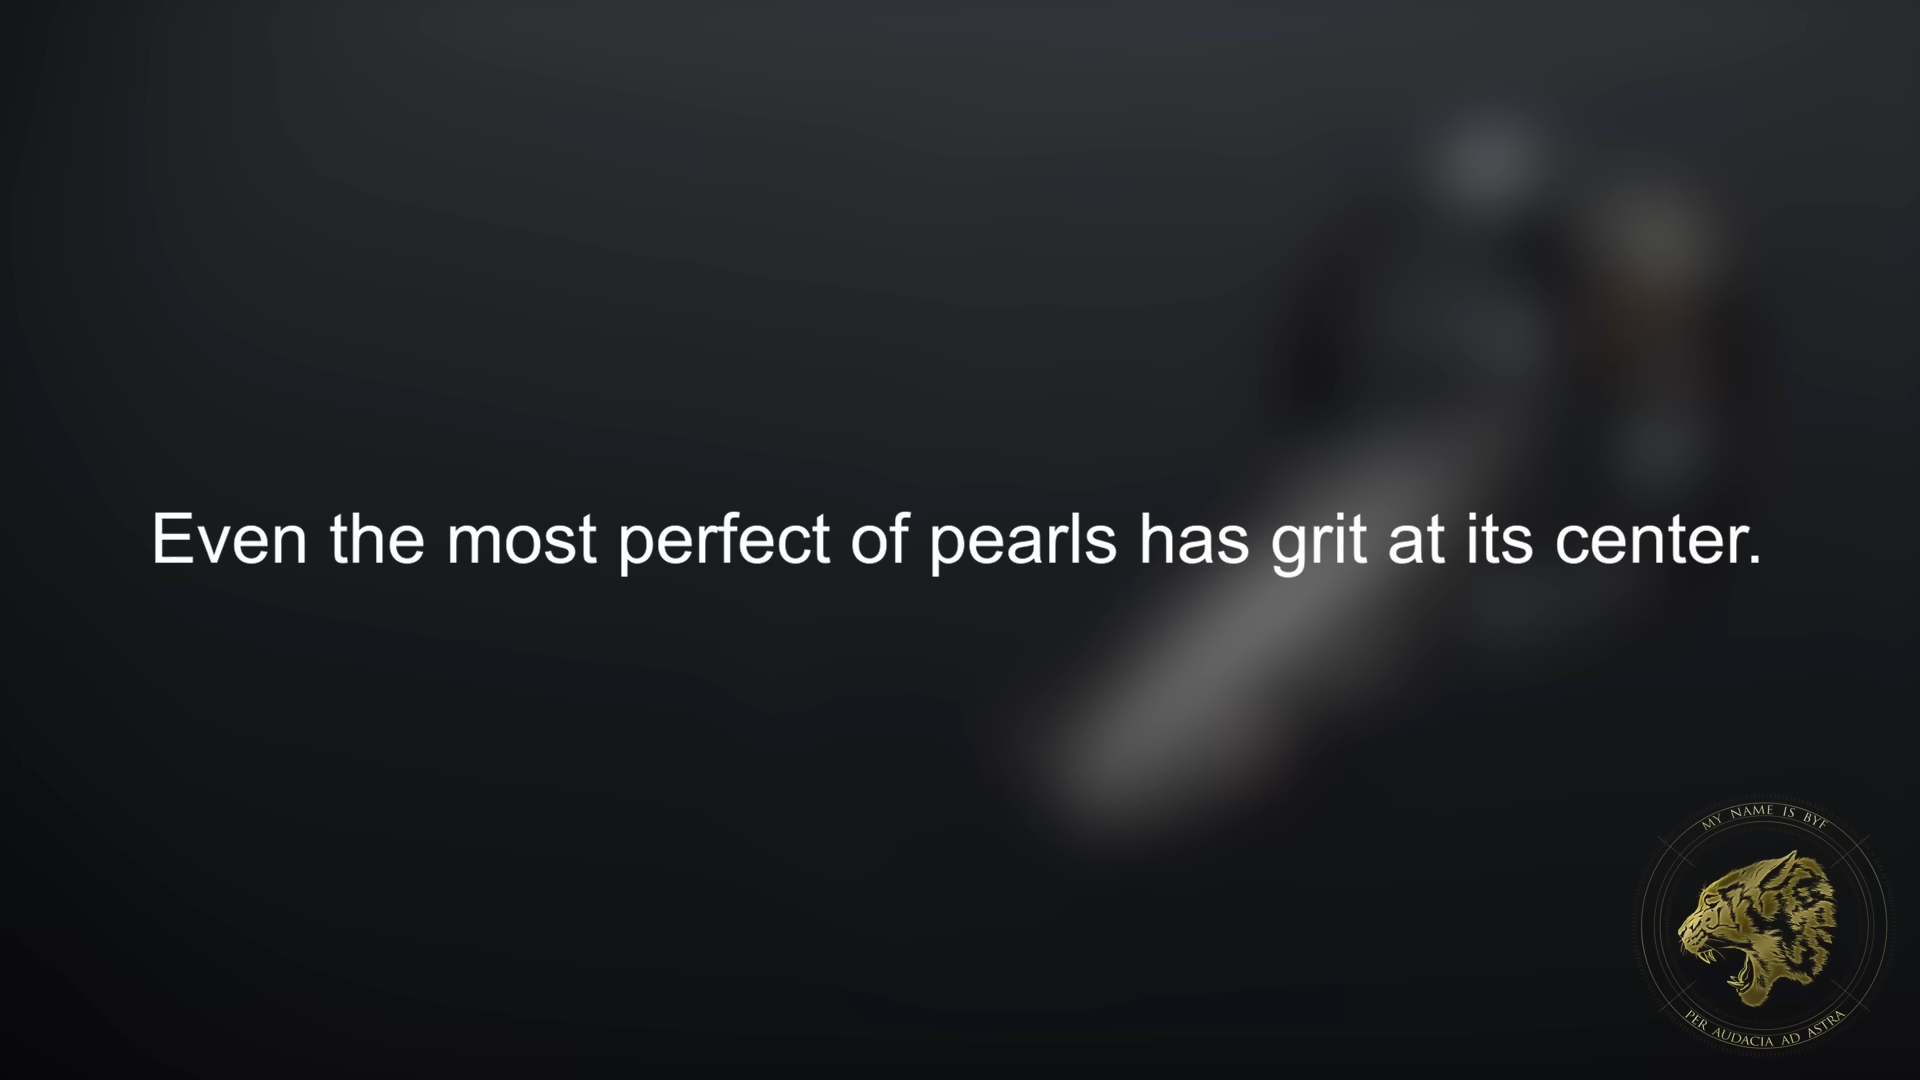 Even the most perfect of pearls has grit at its center.
MY NAME IS BYF
PER AUDACIA AD ASTRA